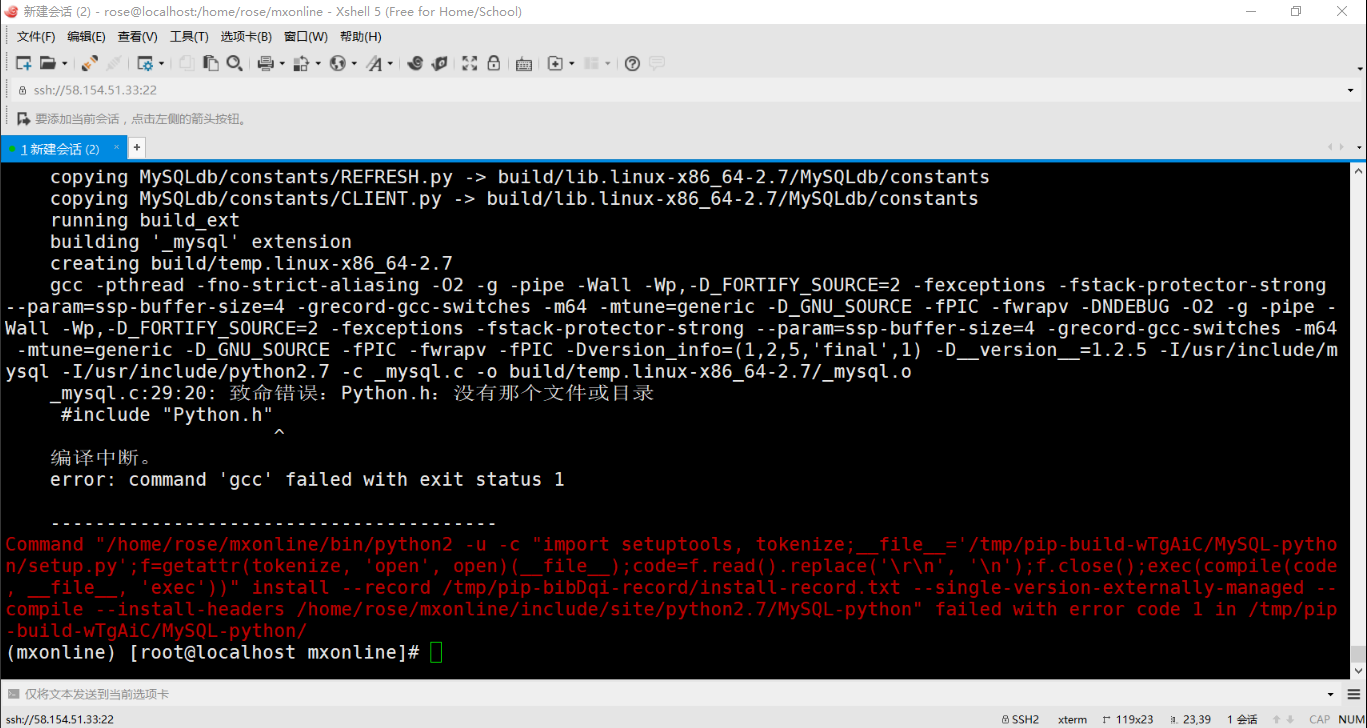 新建会话 (2) - rose@localhost:/home/rose/mxonline - Xshell 5 (Free for Home/School)
文件(F) 编辑(E) 查看(V) 工具(T) 选项卡(B) 窗口(W) 帮助(H)
ssh://58.154.51.33:22
要添加当前会话，点击左侧的箭头按钮。
1 新建会话 (2) × +
copying MySQLdb/constants/REFRESH.py -> build/lib.linux-x86_64-2.7/MySQLdb/constants
copying MySQLdb/constants/CLIENT.py -> build/lib.linux-x86_64-2.7/MySQLdb/constants
running build_ext
building '_mysql' extension
creating build/temp.linux-x86_64-2.7
gcc -pthread -fno-strict-aliasing -O2 -g -pipe -Wall -Wp,-D_FORTIFY_SOURCE=2 -fexceptions -fstack-protector-strong
--param=ssp-buffer-size=4 -grecord-gcc-switches -m64 -mtune=generic -D_GNU_SOURCE -fPIC -fwrapv -DNDEBUG -O2 -g -pipe -
Wall -Wp,-D_FORTIFY_SOURCE=2 -fexceptions -fstack-protector-strong --param=ssp-buffer-size=4 -grecord-gcc-switches -m64
-mtune=generic -D_GNU_SOURCE -fPIC -fwrapv -fPIC -Dversion_info=(1,2,5,'final',1) -D__version__=1.2.5 -I/usr/include/m
ysql -I/usr/include/python2.7 -c _mysql.c -o build/temp.linux-x86_64-2.7/_mysql.o
_mysql.c:29:20: 致命错误：Python.h：没有那个文件或目录
#include "Python.h"
^
编译中断。
error: command 'gcc' failed with exit status 1
----------------------------------------
Command "/home/rose/mxonline/bin/python2 -u -c "import setuptools, tokenize;__file__='/tmp/pip-build-wTgAiC/MySQL-pytho
n/setup.py';f=getattr(tokenize, 'open', open)(__file__);code=f.read().replace('\r\n', '\n');f.close();exec(compile(code
, __file__, 'exec'))" install --record /tmp/pip-bibDqi-record/install-record.txt --single-version-externally-managed --
compile --install-headers /home/rose/mxonline/include/site/python2.7/MySQL-python" failed with error code 1 in /tmp/pip
-build-wTgAiC/MySQL-python/
(mxonline) [root@localhost mxonline]#
仅将文本发送到当前选项卡
ssh://58.154.51.33:22 SSH2 xterm 119x23 23,39 1 会话 CAP NUM